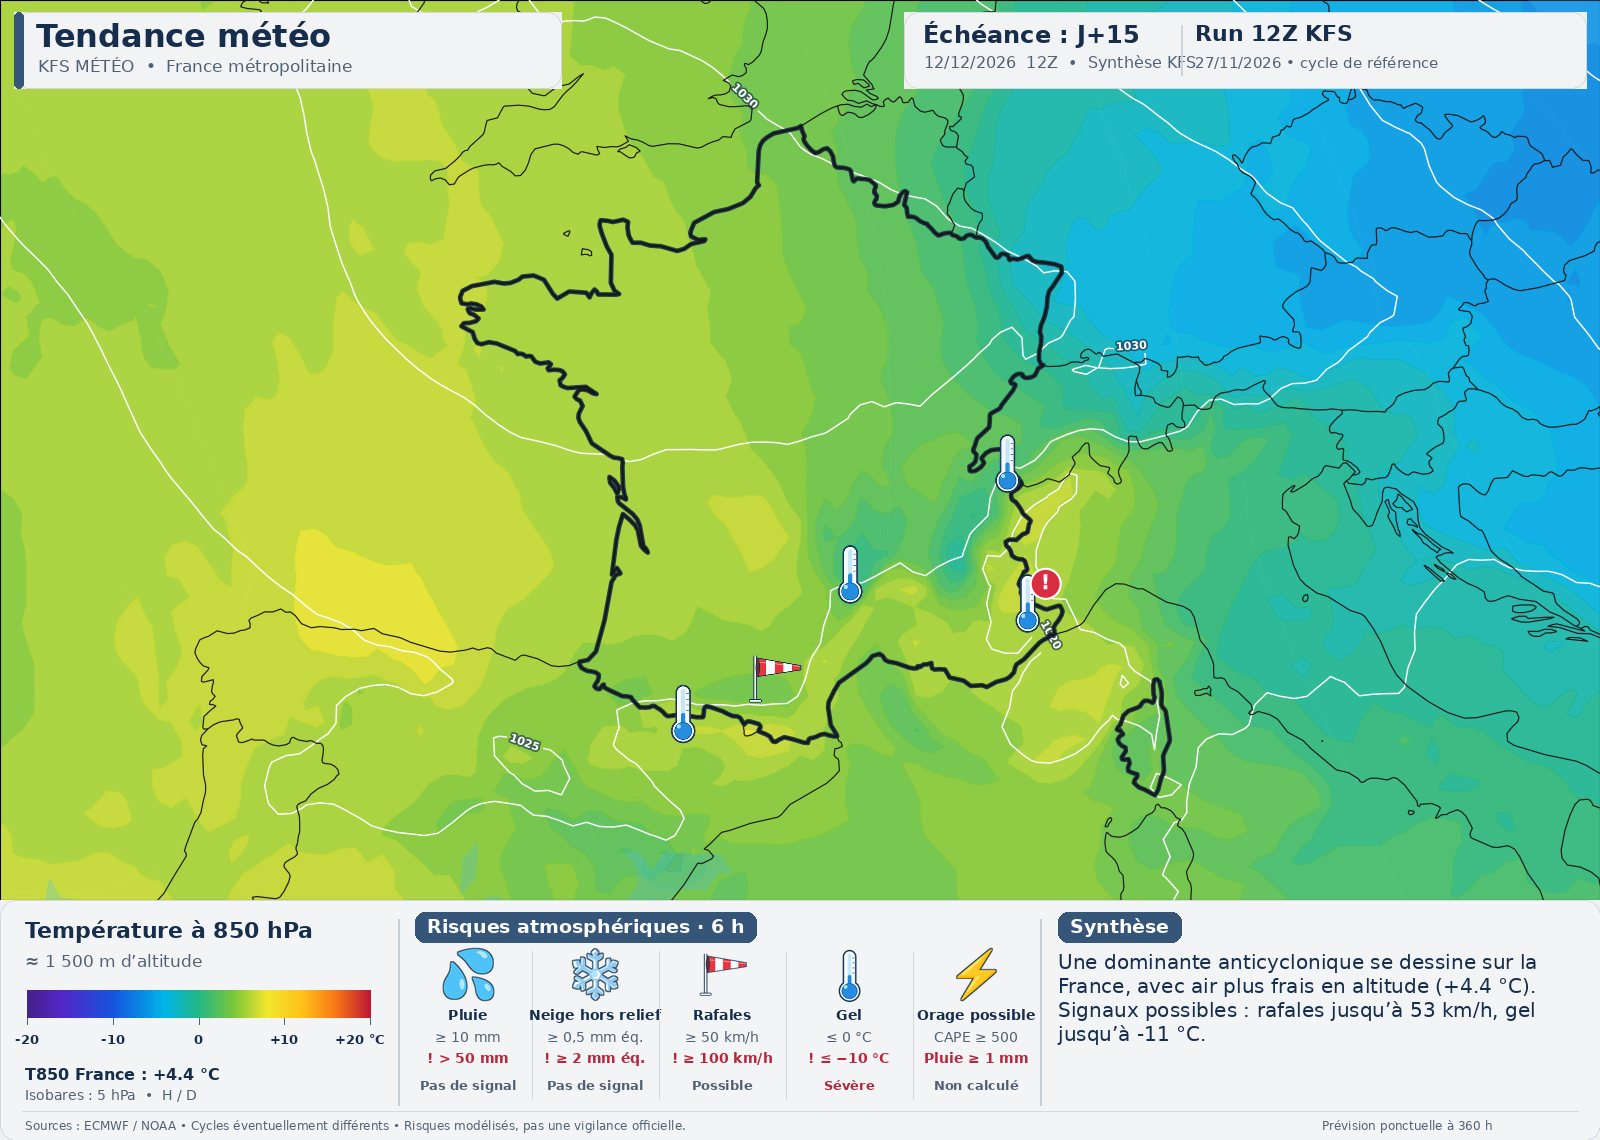 Tendance météo
KFS MÉTÉO • France métropolitaine
Échéance : J+15
12/12/2026 12Z • Synthèse KFS
Run 12Z KFS
27/11/2026 • cycle de référence
1030
1030
1020
1025
Température à 850 hPa
≈ 1 500 m d’altitude
-20 -10 0 +10 +20 °C
T850 France : +4.4 °C
Isobares : 5 hPa • H / D
Risques atmosphériques · 6 h
Pluie
≥ 10 mm
! > 50 mm
Pas de signal
Neige hors relief
≥ 0,5 mm éq.
! ≥ 2 mm éq.
Pas de signal
Rafales
≥ 50 km/h
! ≥ 100 km/h
Possible
Gel
≤ 0 °C
! ≤ −10 °C
Sévère
Orage possible
CAPE ≥ 500
Pluie ≥ 1 mm
Non calculé
Synthèse
Une dominante anticyclonique se dessine sur la
France, avec air plus frais en altitude (+4.4 °C).
Signaux possibles : rafales jusqu’à 53 km/h, gel
jusqu’à -11 °C.
Sources : ECMWF / NOAA • Cycles éventuellement différents • Risques modélisés, pas une vigilance officielle.
Prévision ponctuelle à 360 h